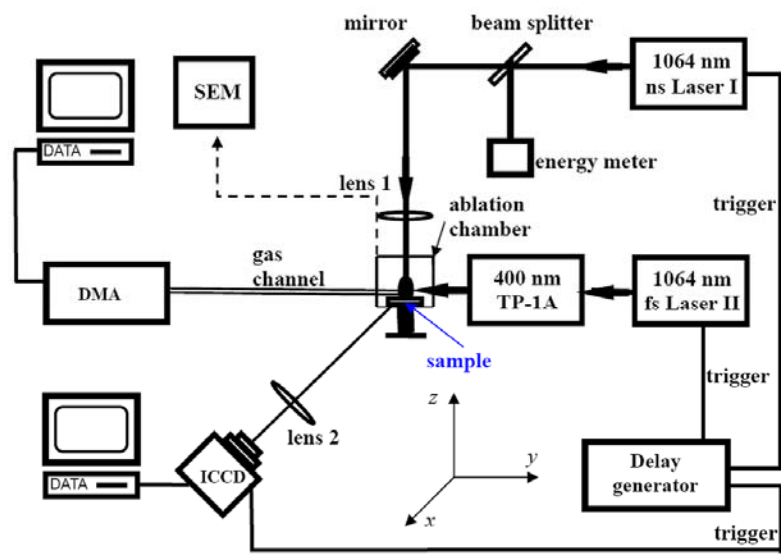 mirror
beam splitter
1064 nm
ns Laser I
SEM
DATA
energy meter
lens 1
trigger
ablation
chamber
gas
channel
DMA
400 nm
TP-1A
1064 nm
fs Laser II
sample
trigger
z
lens 2
y
Delay
generator
ICCD
DATA
x
trigger